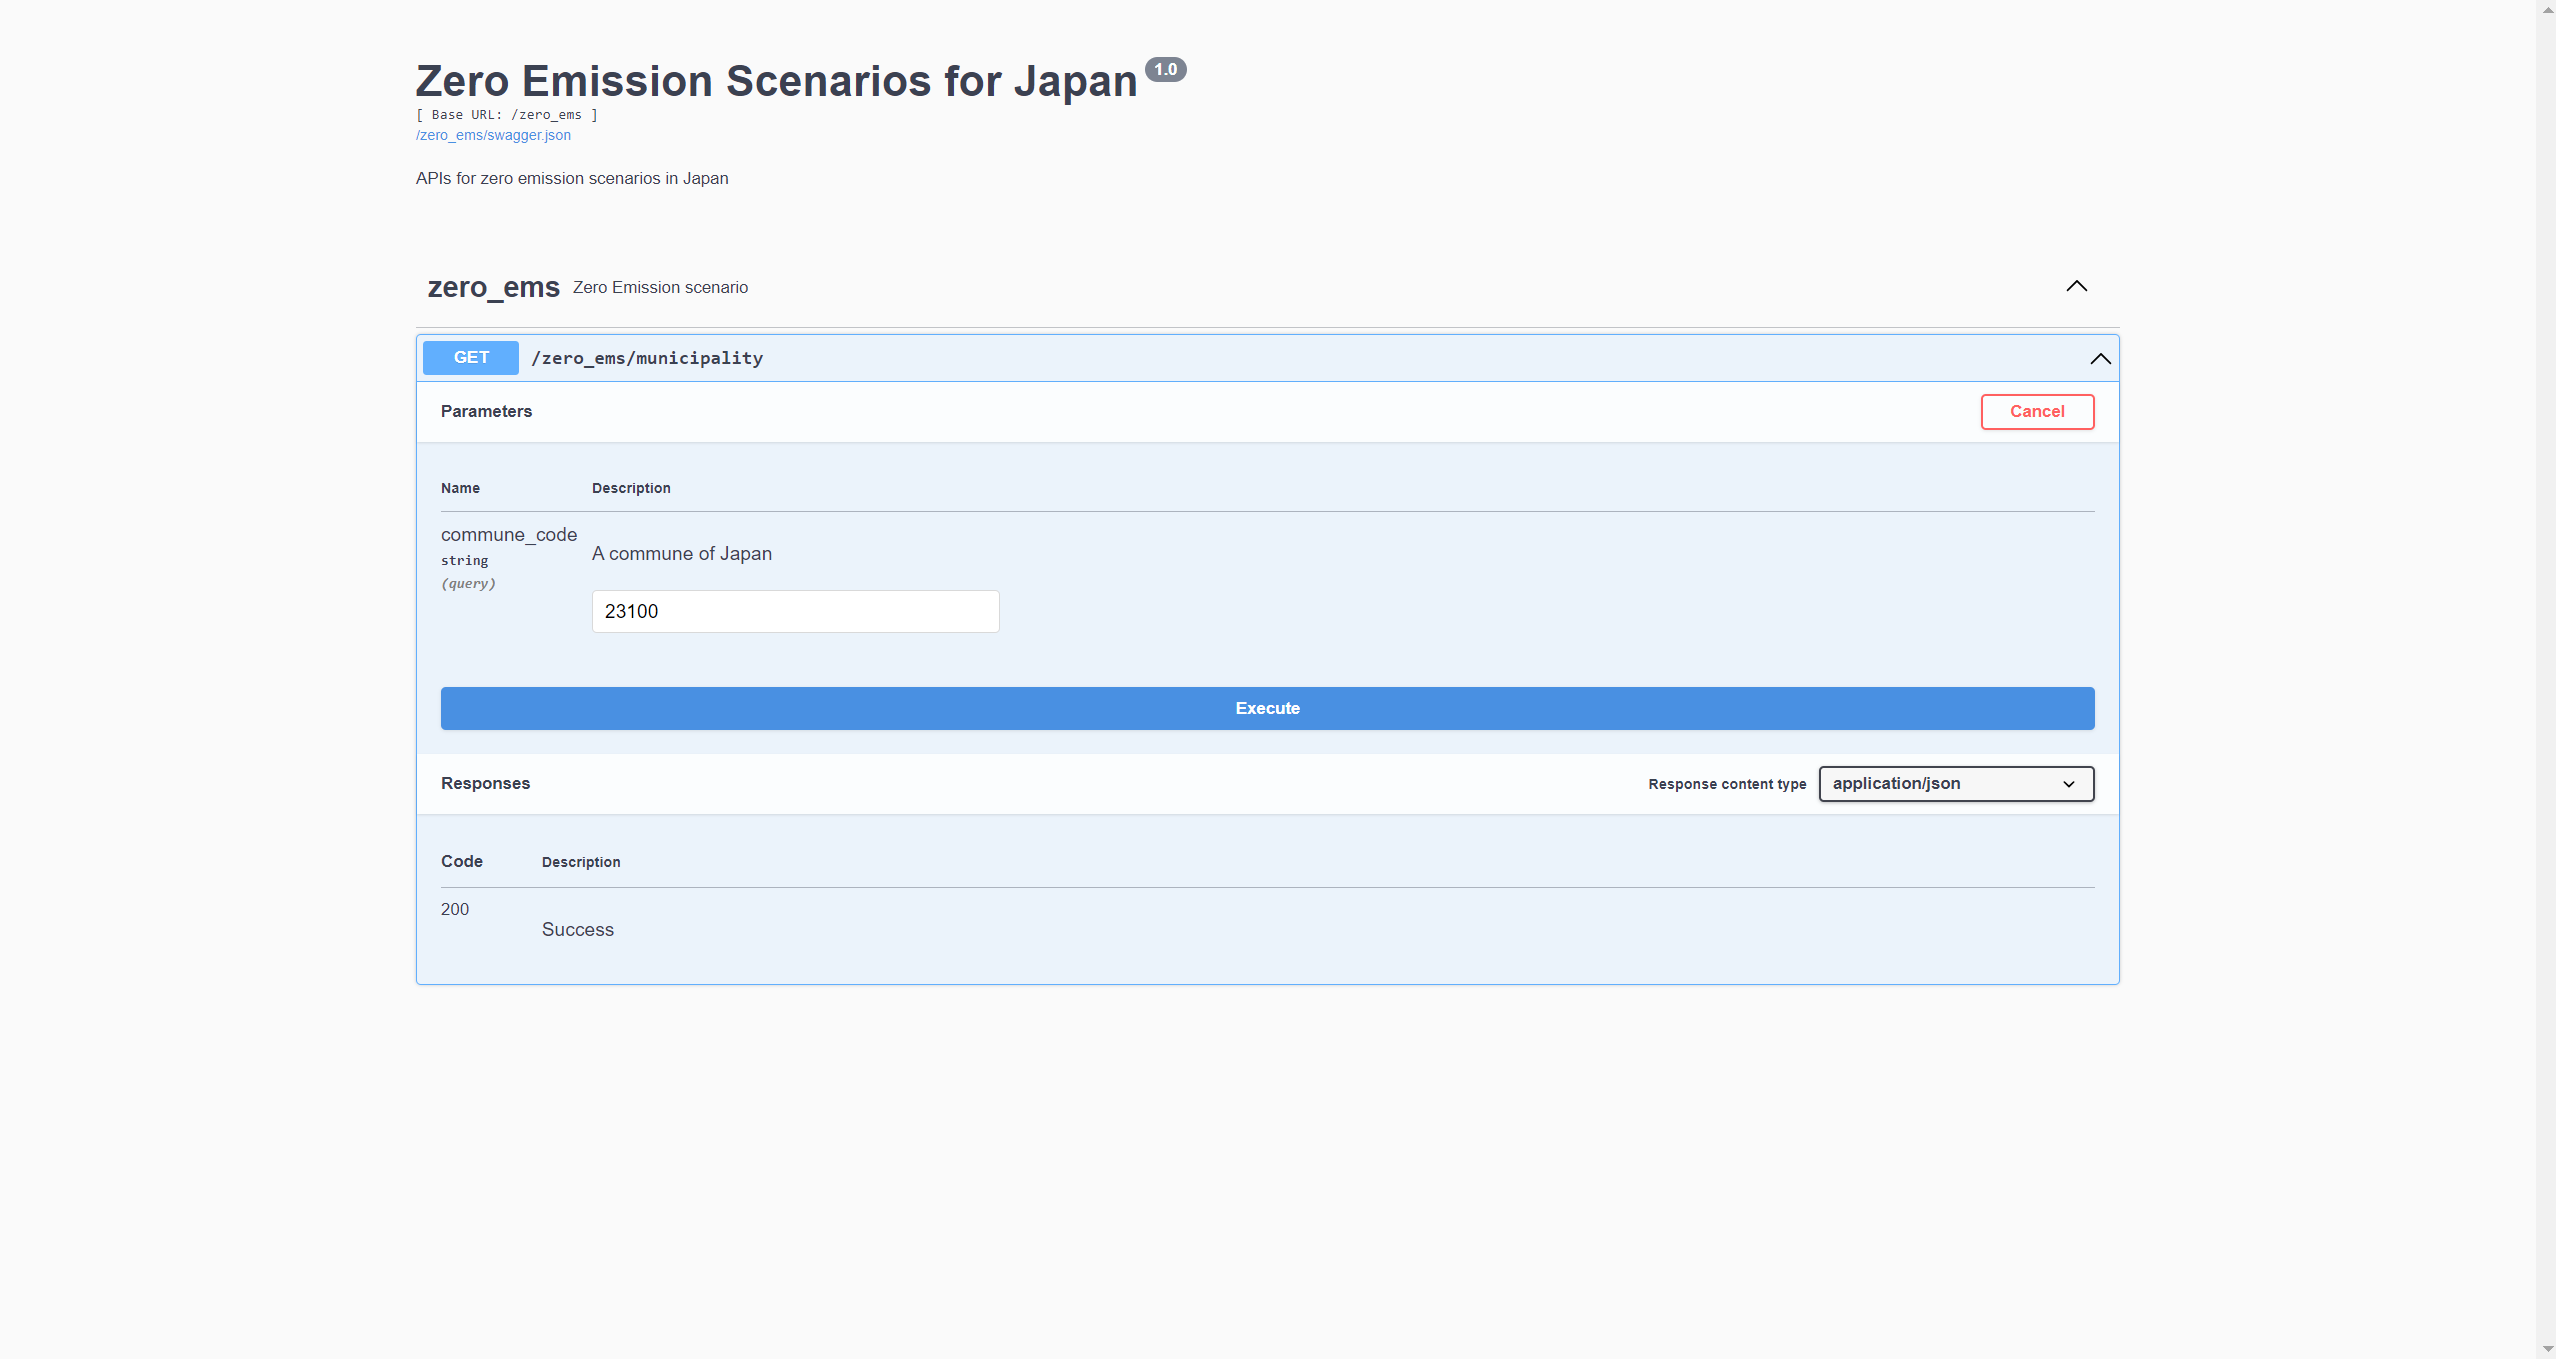 Zero Emission Scenarios for Japan 1.0
[ Base URL: /zero_ems ]
/zero_ems/swagger.json
APIs for zero emission scenarios in Japan
zero_ems Zero Emission scenario
GET /zero_ems/municipality
Parameters Cancel
Name Description
commune_code
string
(query)
A commune of Japan
23100
Execute
Responses Response content type application/json
Code Description
200
Success